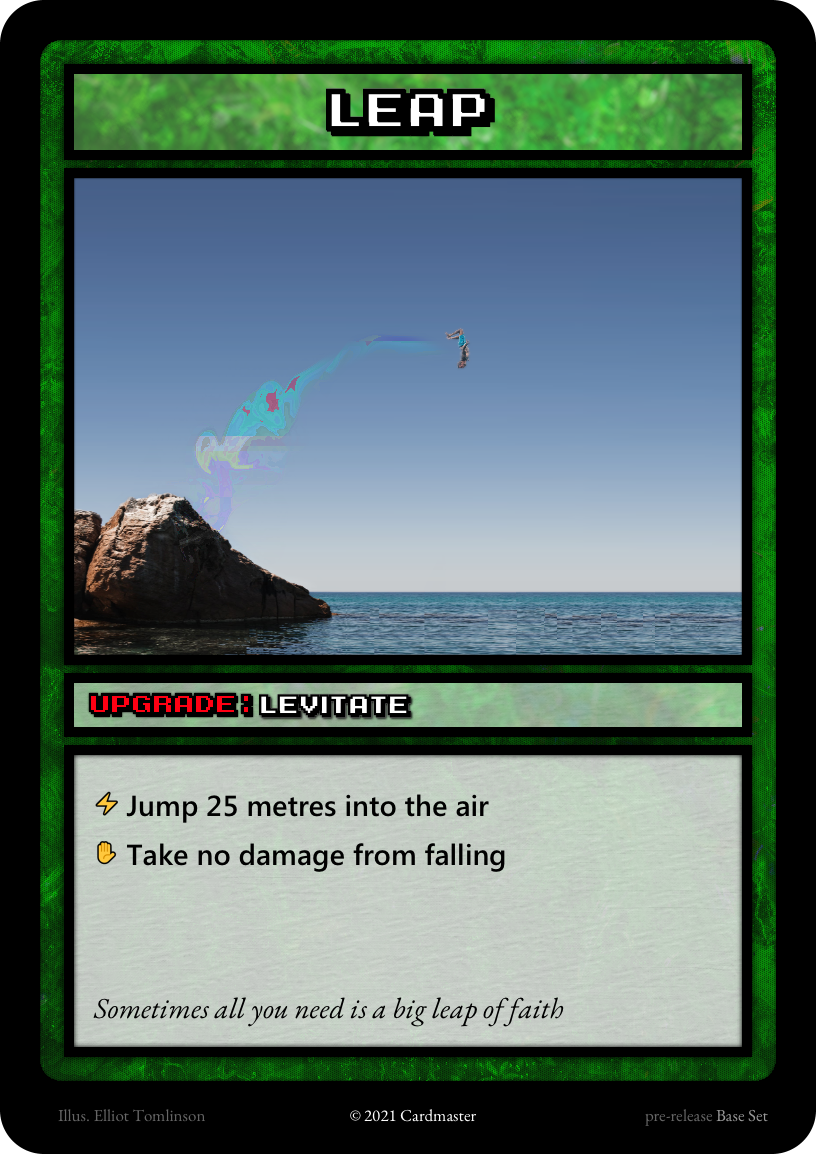 LEAP
UPGRADE: LEVITATE
⚡ Jump 25 metres into the air
✋ Take no damage from falling
Sometimes all you need is a big leap of faith
Illus. Elliot Tomlinson
© 2021 Cardmaster
pre-release Base Set